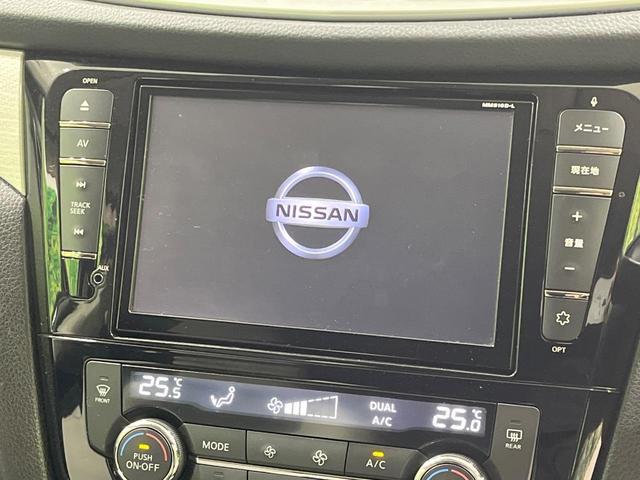 OPEN
MM516D-L
AV
TRACK
SEEK
AUX
NISSAN
メニュー
現在地
+
音量
−
OPT
FRONT
25.5℃
DUAL
A/C
25.0℃
REAR
PUSH
ON·OFF
MODE
A/C